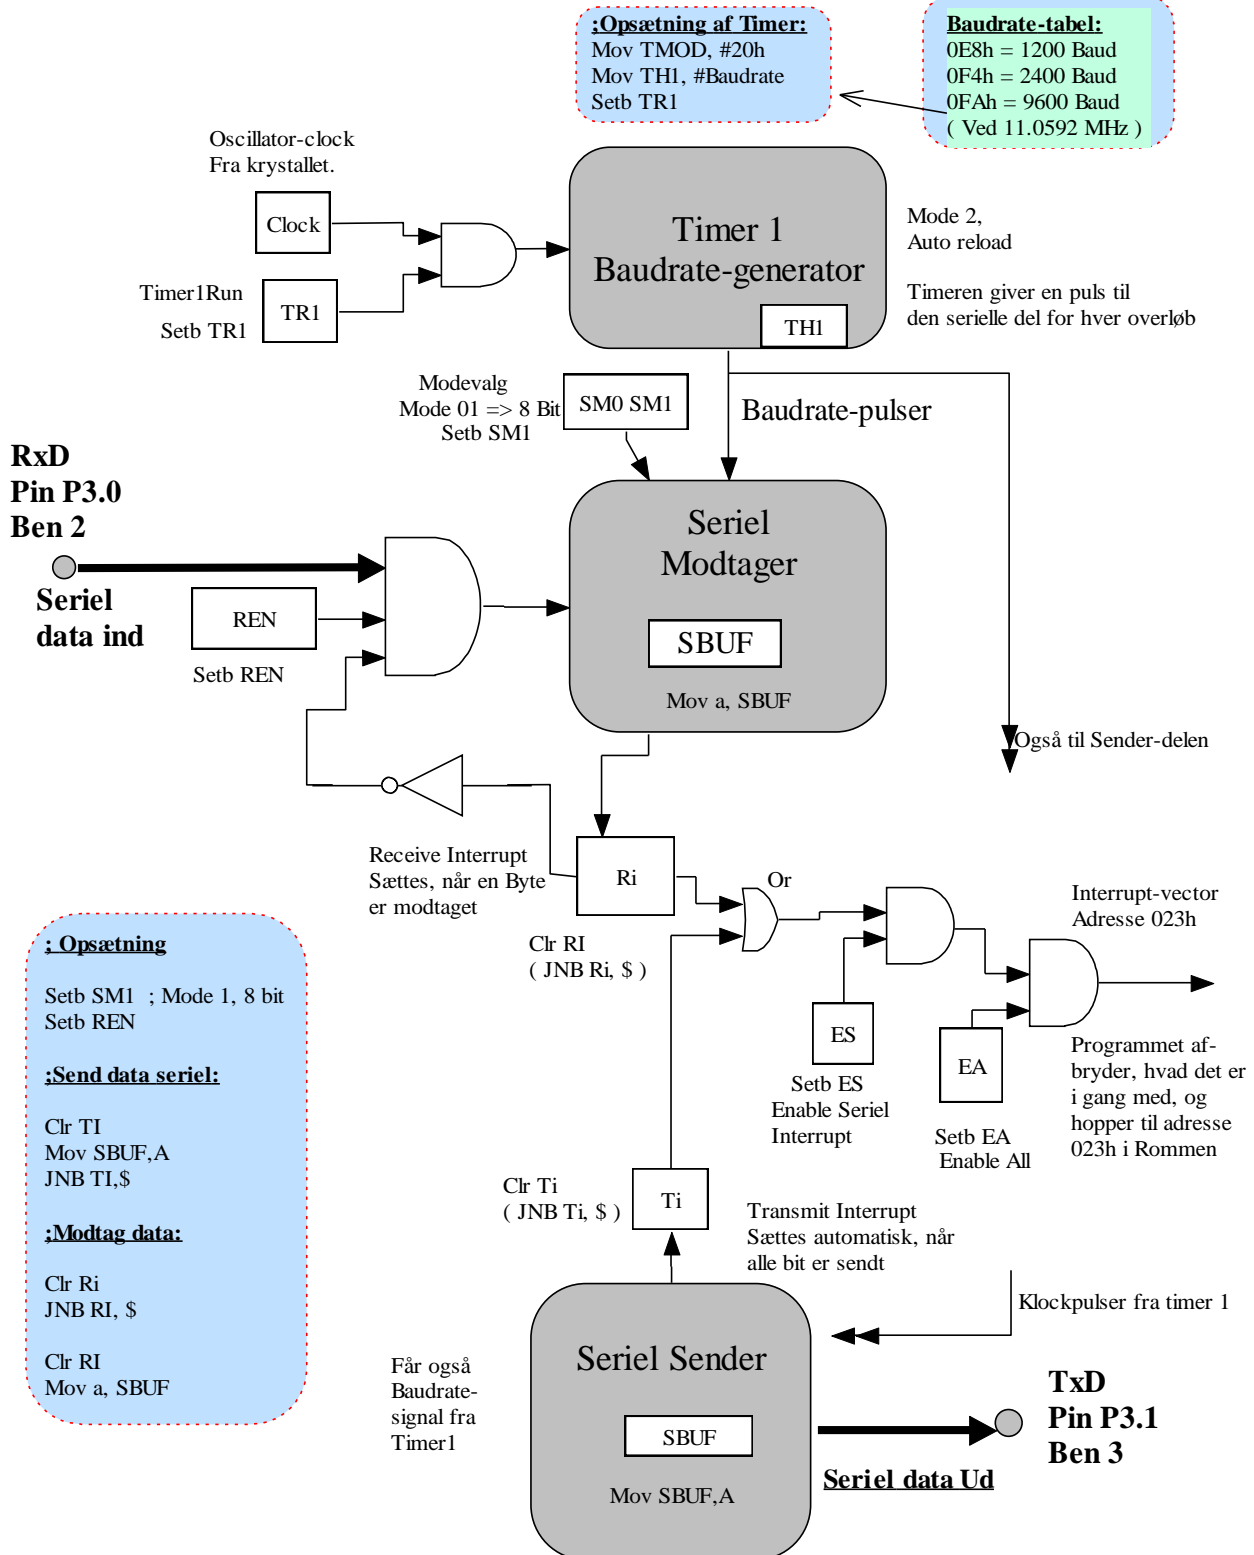 ;Opsætning af Timer:
Mov TMOD, #20h
Mov TH1, #Baudrate
Setb TR1
Baudrate-tabel:
0E8h = 1200 Baud
0F4h = 2400 Baud
0FAh = 9600 Baud
( Ved 11.0592 MHz )
Oscillator-clock
Fra krystallet.
Clock
Timer1Run
Setb TR1
TR1
Timer 1
Baudrate-generator
TH1
Mode 2,
Auto reload
Timeren giver en puls til
den serielle del for hver overløb
Modevalg
Mode 01 => 8 Bit
Setb SM1
SM0 SM1
Baudrate-pulser
RxD
Pin P3.0
Ben 2
Seriel
data ind
REN
Setb REN
Seriel
Modtager
SBUF
Mov a, SBUF
Også til Sender-delen
Receive Interrupt
Sættes, når en Byte
er modtaget
Ri
Clr RI
( JNB Ri, $ )
Or
Interrupt-vector
Adresse 023h
ES
Setb ES
Enable Seriel
Interrupt
EA
Setb EA
Enable All
Programmet af-
bryder, hvad det er
i gang med, og
hopper til adresse
023h i Rommen
; Opsætning
Setb SM1 ; Mode 1, 8 bit
Setb REN
;Send data seriel:
Clr TI
Mov SBUF,A
JNB TI,$
;Modtag data:
Clr Ri
JNB RI, $
Clr RI
Mov a, SBUF
Clr Ti
( JNB Ti, $ )
Ti
Transmit Interrupt
Sættes automatisk, når
alle bit er sendt
Klockpulser fra timer 1
Får også
Baudrate-
signal fra
Timer1
Seriel Sender
SBUF
Mov SBUF,A
TxD
Pin P3.1
Ben 3
Seriel data Ud